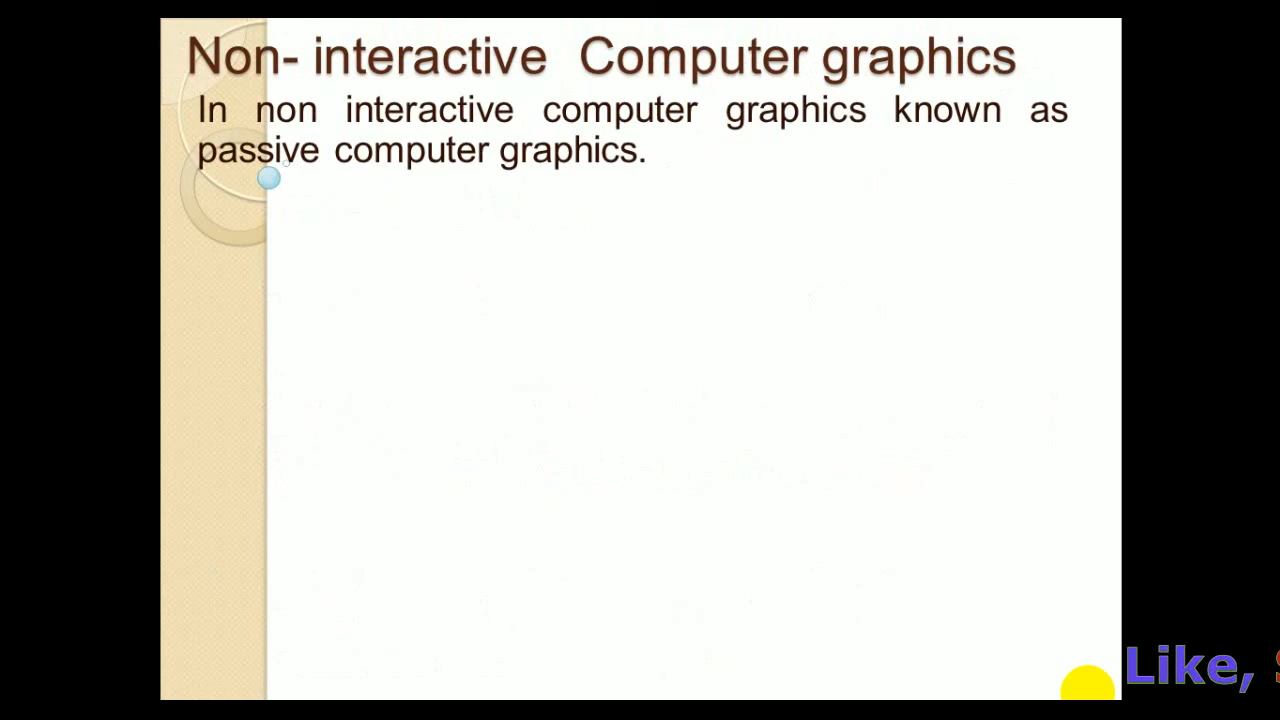 Non- interactive Computer graphics
In non interactive computer graphics known as
passive computer graphics.
Like,